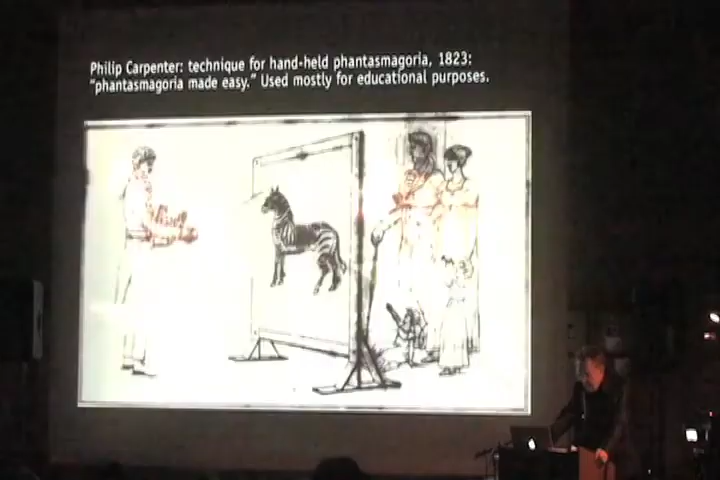 Philip Carpenter: technique for hand-held phantasmagoria, 1823:
"phantasmagoria made easy." Used mostly for educational purposes.